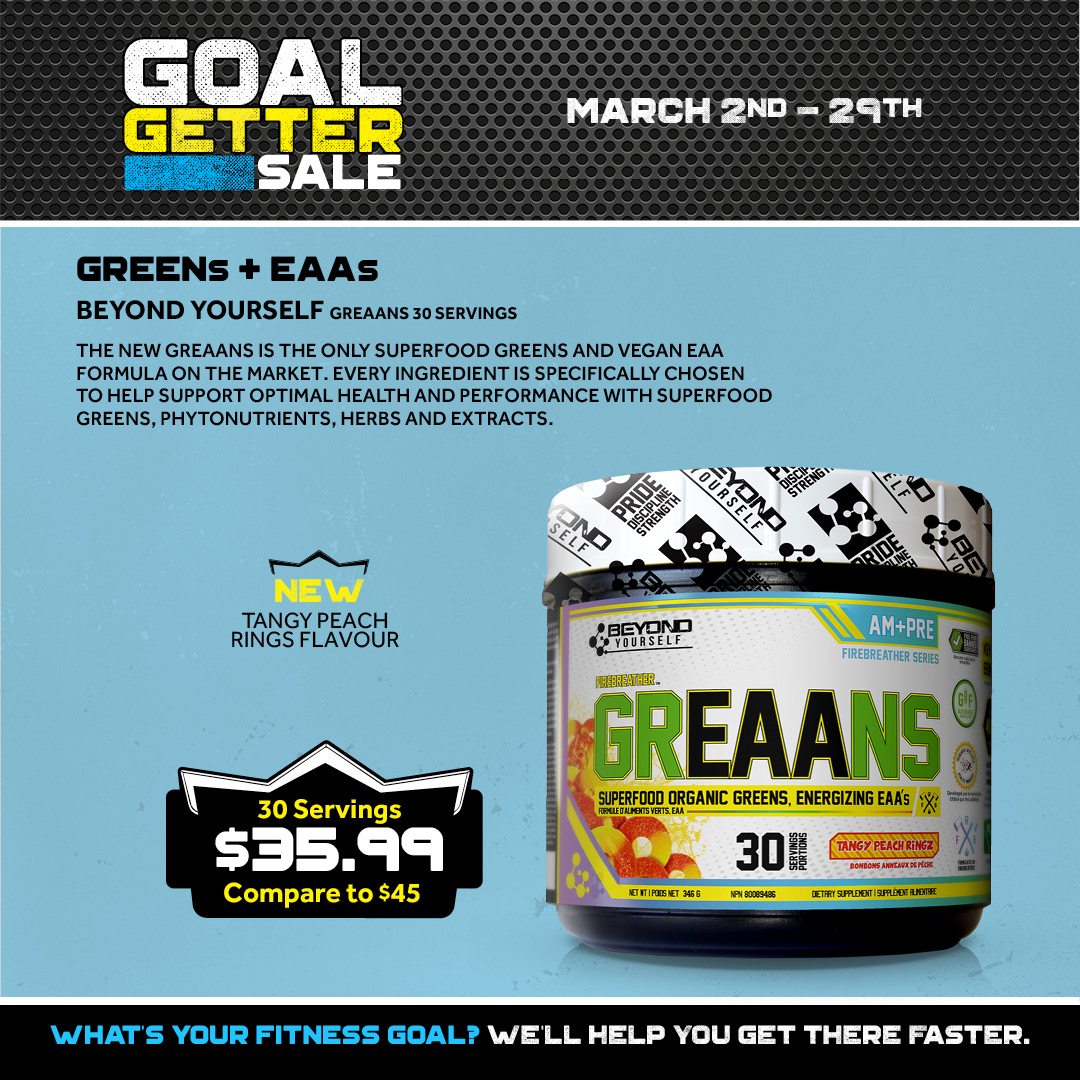 GOAL
GETTER
SALE
MARCH 2ND – 29TH
GREENS + EAAS
BEYOND YOURSELF GREAANS 30 SERVINGS
THE NEW GREAANS IS THE ONLY SUPERFOOD GREENS AND VEGAN EAA
FORMULA ON THE MARKET. EVERY INGREDIENT IS SPECIFICALLY CHOSEN
TO HELP SUPPORT OPTIMAL HEALTH AND PERFORMANCE WITH SUPERFOOD
GREENS, PHYTONUTRIENTS, HERBS AND EXTRACTS.
NEW
TANGY PEACH
RINGS FLAVOUR
30 Servings
$35.99
Compare to $45
PRIDE
DISCIPLINE
STRENGTH
BEYOND
YOURSELF
BEYOND
YOURSELF
AM+PRE
FIREBREATHER SERIES
FIREBREATHER™
GREAANS
SUPERFOOD ORGANIC GREENS, ENERGIZING EAA's
FORMULE D'ALIMENTS VERTS, EAA
30 SERVINGS
PORTIONS
TANGY PEACH RINGZ
BONBONS ANNEAUX DE PÊCHE
NET WT | POIDS NET 346 G
NPN 80089486
DIETARY SUPPLEMENT | SUPPLÉMENT ALIMENTAIRE
WHAT'S YOUR FITNESS GOAL? WE'LL HELP YOU GET THERE FASTER.